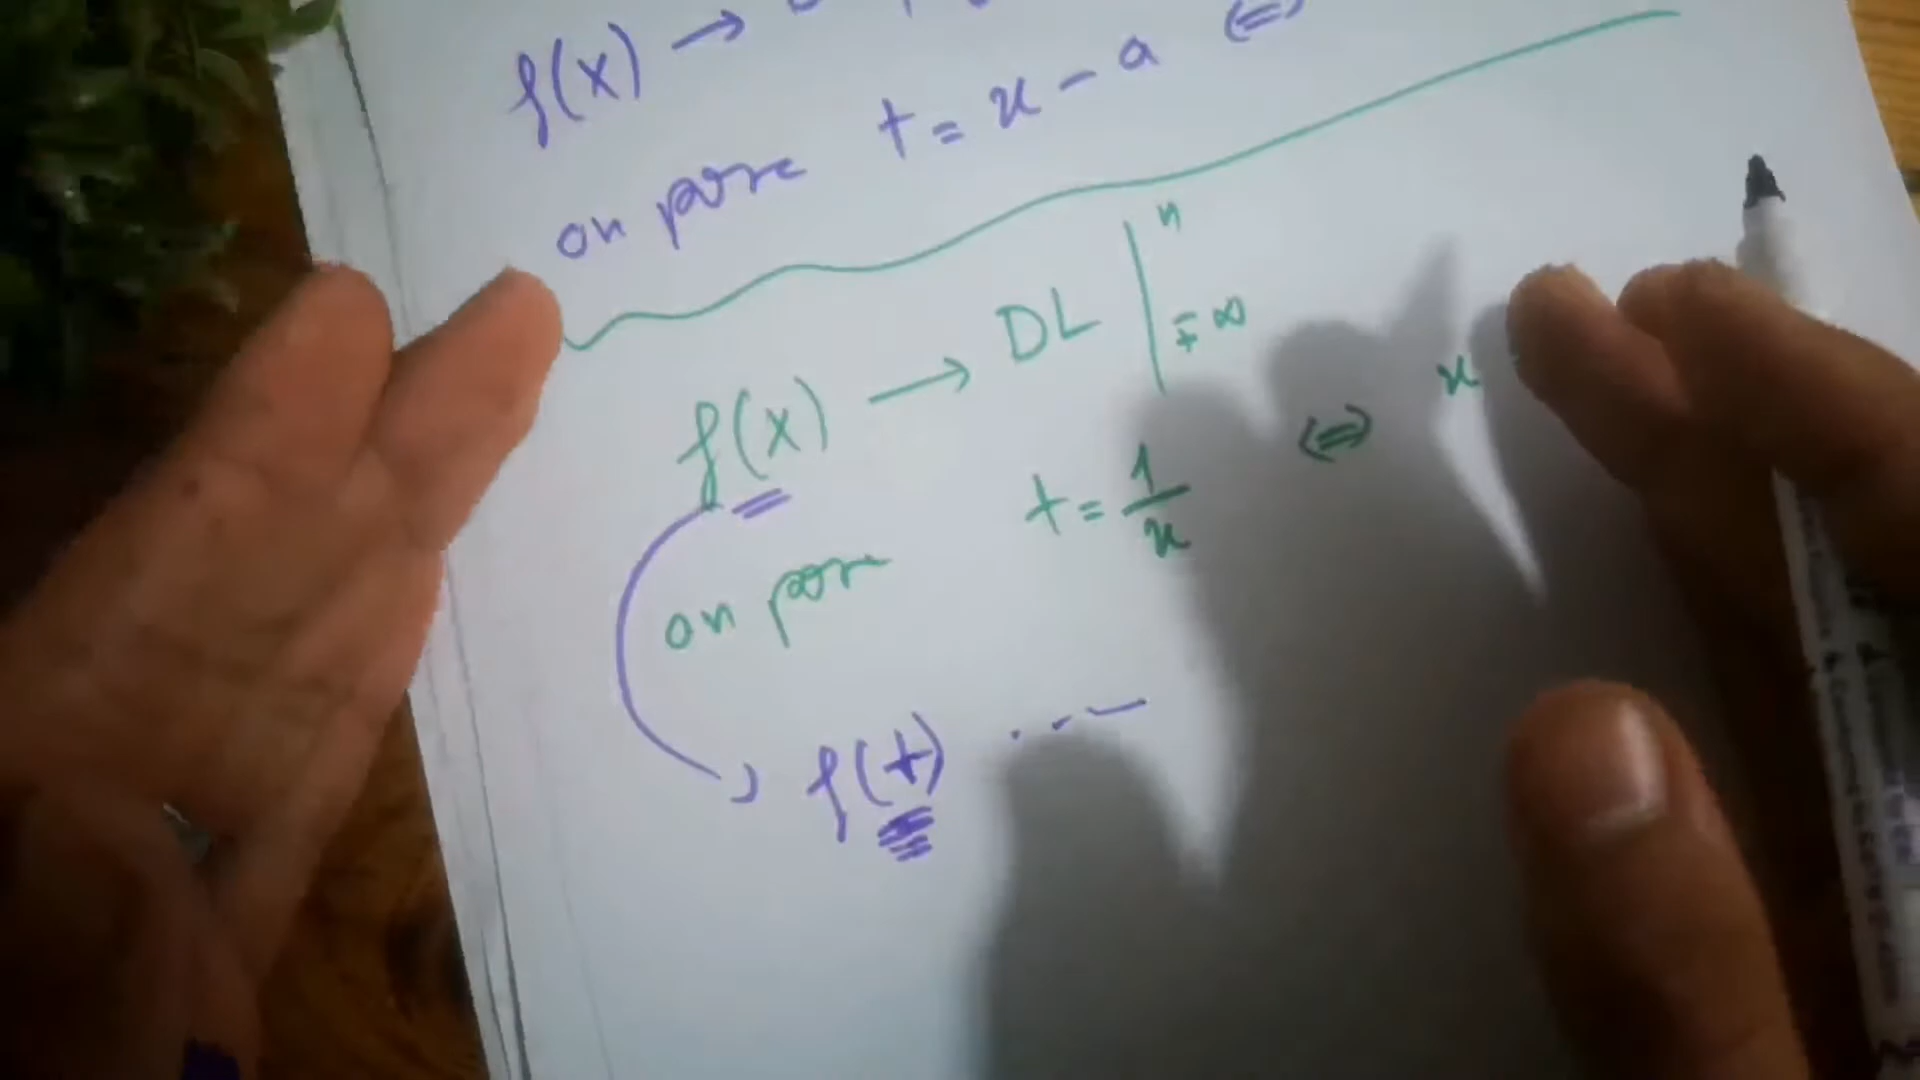 f(x) →
on pose t = x - a ⇔
f(x) → DL | n ∓∞
on pose t = 1/x ⇔ x
f(t) . . —